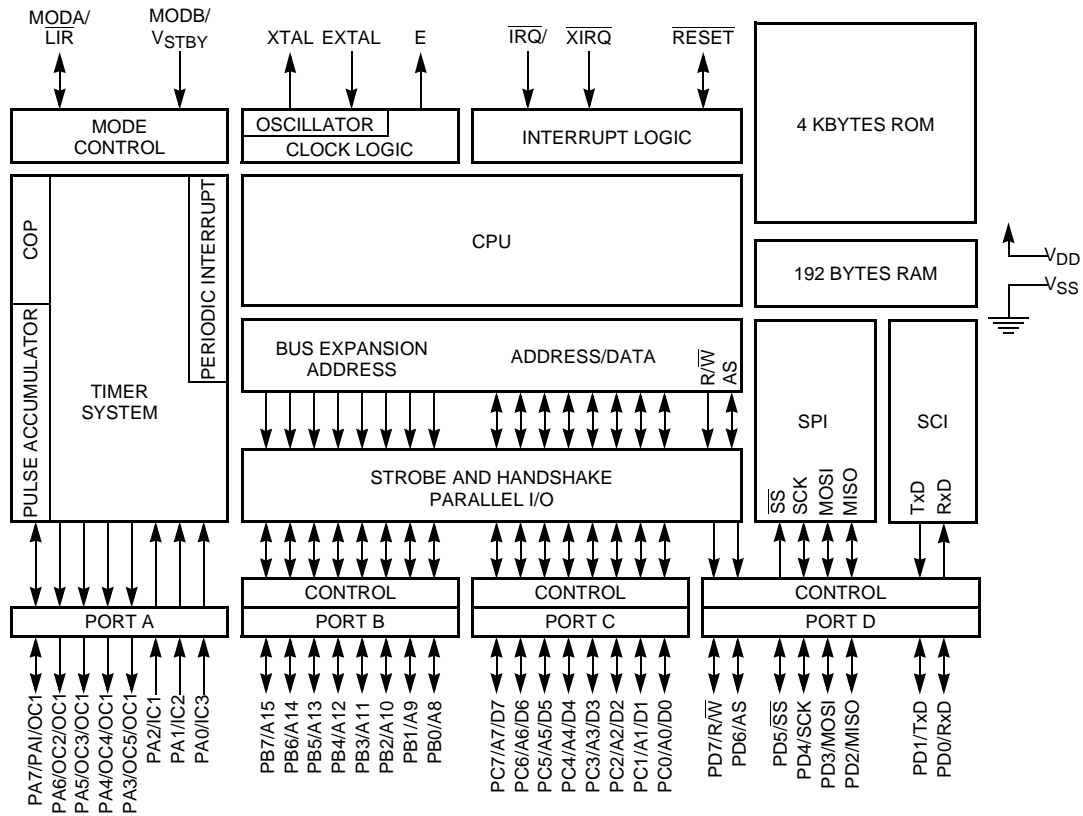 MODA/
LIR
MODB/
VSTBY
XTAL
EXTAL
E
IRQ/
XIRQ
RESET
MODE
CONTROL
OSCILLATOR
CLOCK LOGIC
INTERRUPT LOGIC
4 KBYTES ROM
COP
PERIODIC INTERRUPT
PULSE ACCUMULATOR
TIMER
SYSTEM
CPU
192 BYTES RAM
VDD
VSS
BUS EXPANSION
ADDRESS
ADDRESS/DATA
R/W
AS
STROBE AND HANDSHAKE
PARALLEL I/O
SPI
SS
SCK
MOSI
MISO
SCI
TxD
RxD
PORT A
CONTROL
PORT B
CONTROL
PORT C
CONTROL
PORT D
PA7/PAI/OC1
PA6/OC2/OC1
PA5/OC3/OC1
PA4/OC4/OC1
PA3/OC5/OC1
PA2/IC1
PA1/IC2
PA0/IC3
PB7/A15
PB6/A14
PB5/A13
PB4/A12
PB3/A11
PB2/A10
PB1/A9
PB0/A8
PC7/A7/D7
PC6/A6/D6
PC5/A5/D5
PC4/A4/D4
PC3/A3/D3
PC2/A2/D2
PC1/A1/D1
PC0/A0/D0
PD7/R/W
PD6/AS
PD5/SS
PD4/SCK
PD3/MOSI
PD2/MISO
PD1/TxD
PD0/RxD